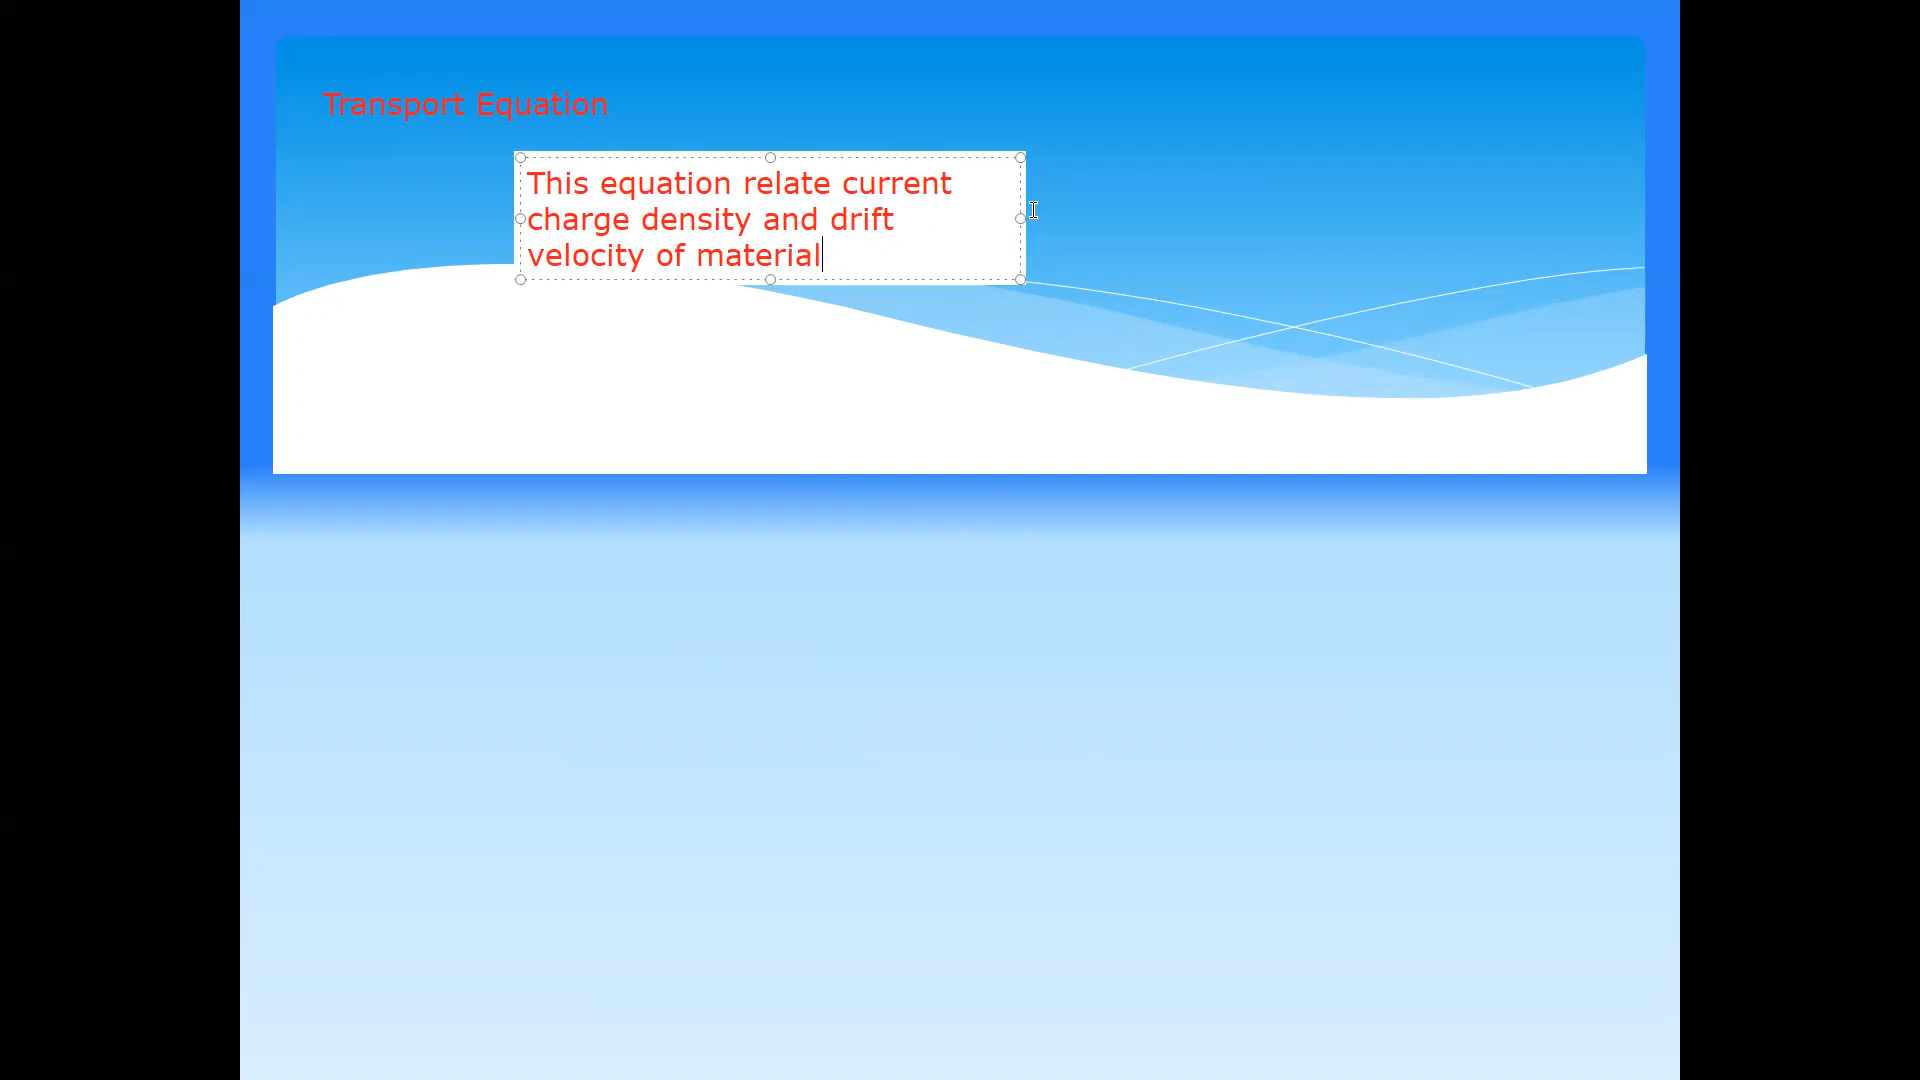 Transport Equation
This equation relate current
charge density and drift
velocity of material